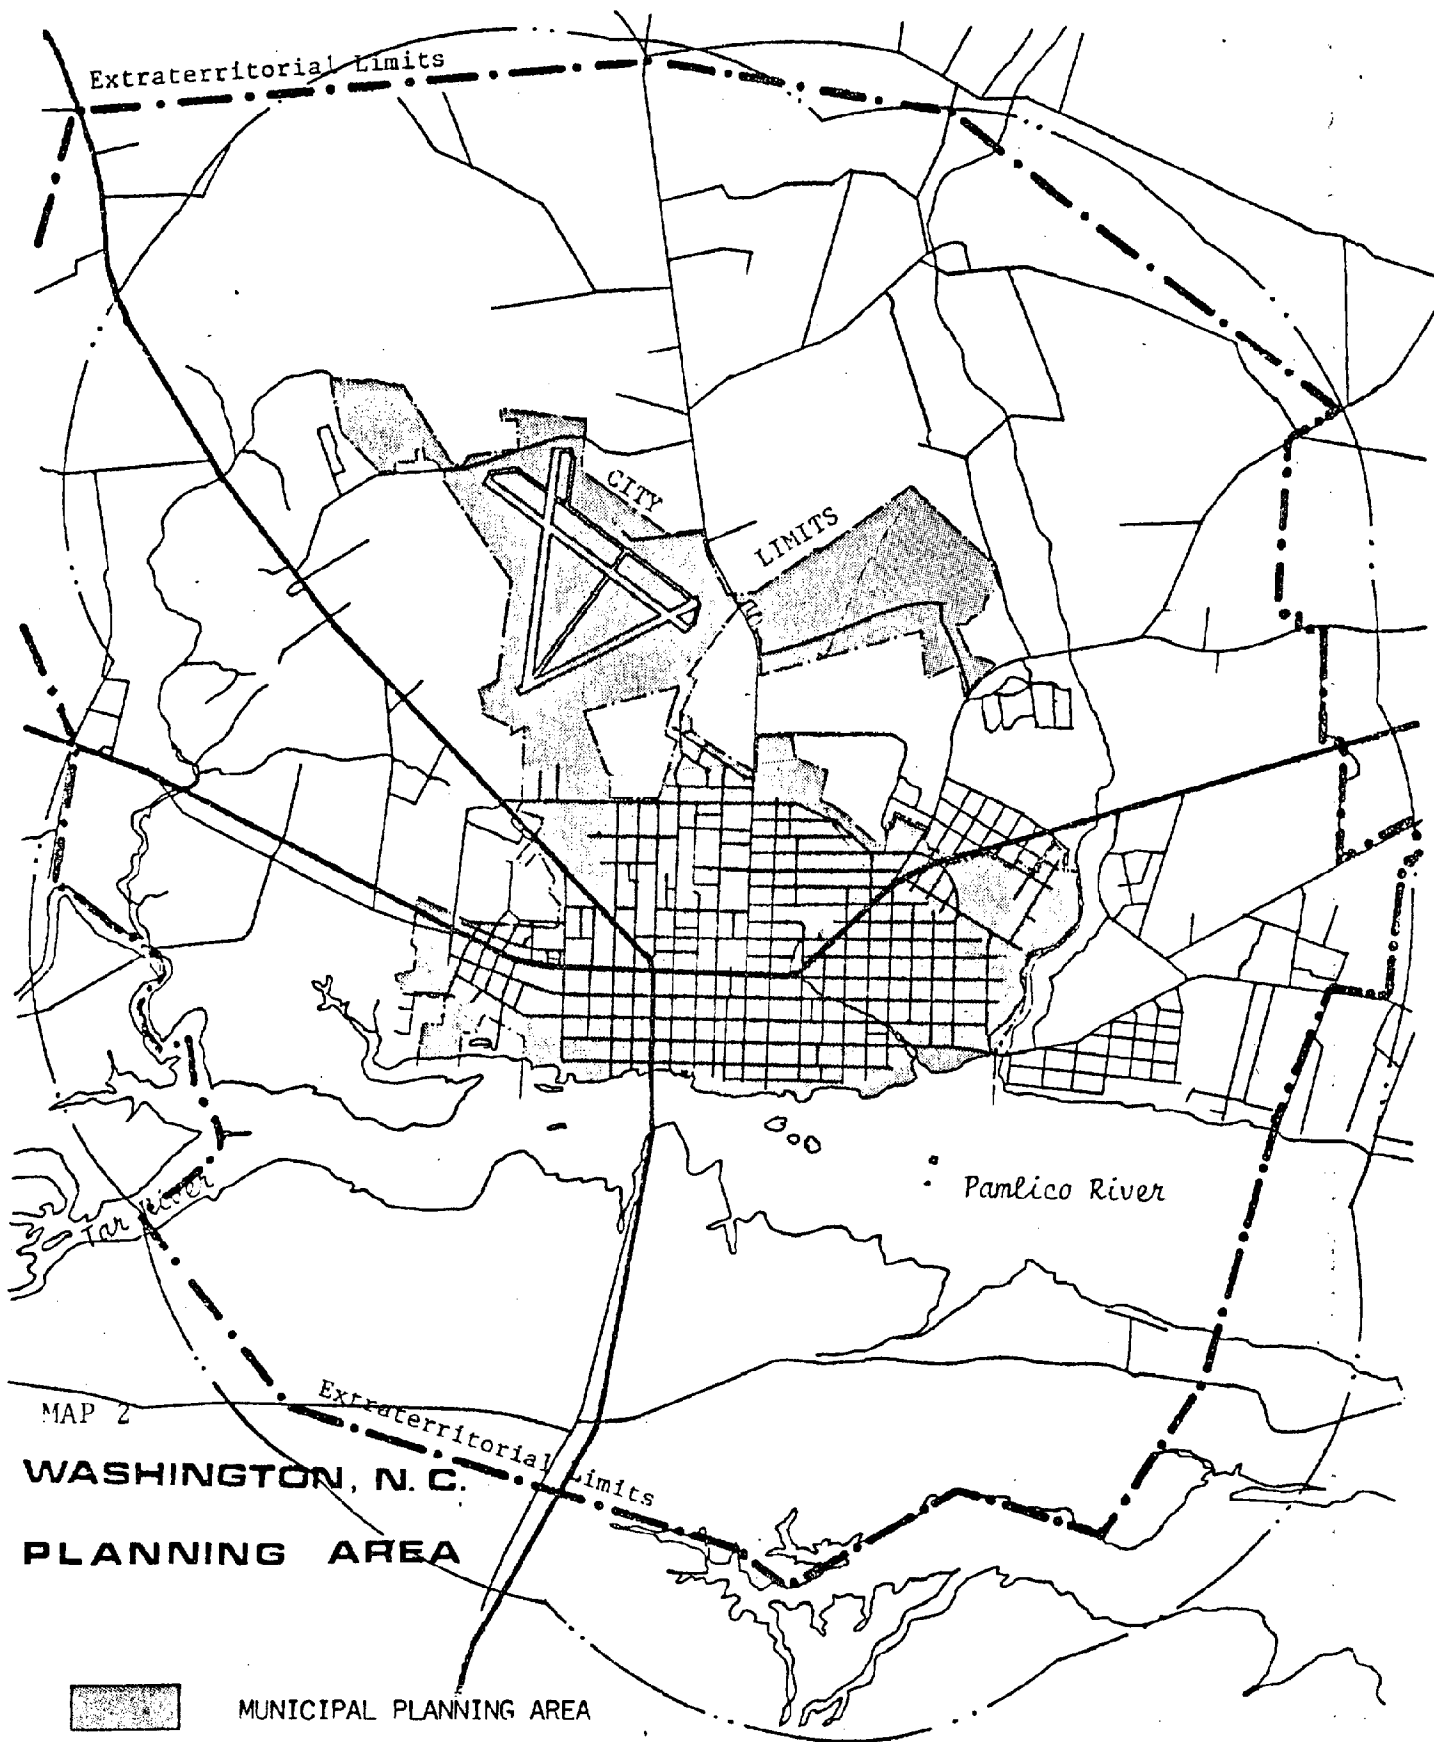 Extraterritorial Limits
CITY
LIMITS
Pamlico River
Tar River
MAP 2
Extraterritorial Limits
WASHINGTON, N.C.
PLANNING AREA
MUNICIPAL PLANNING AREA